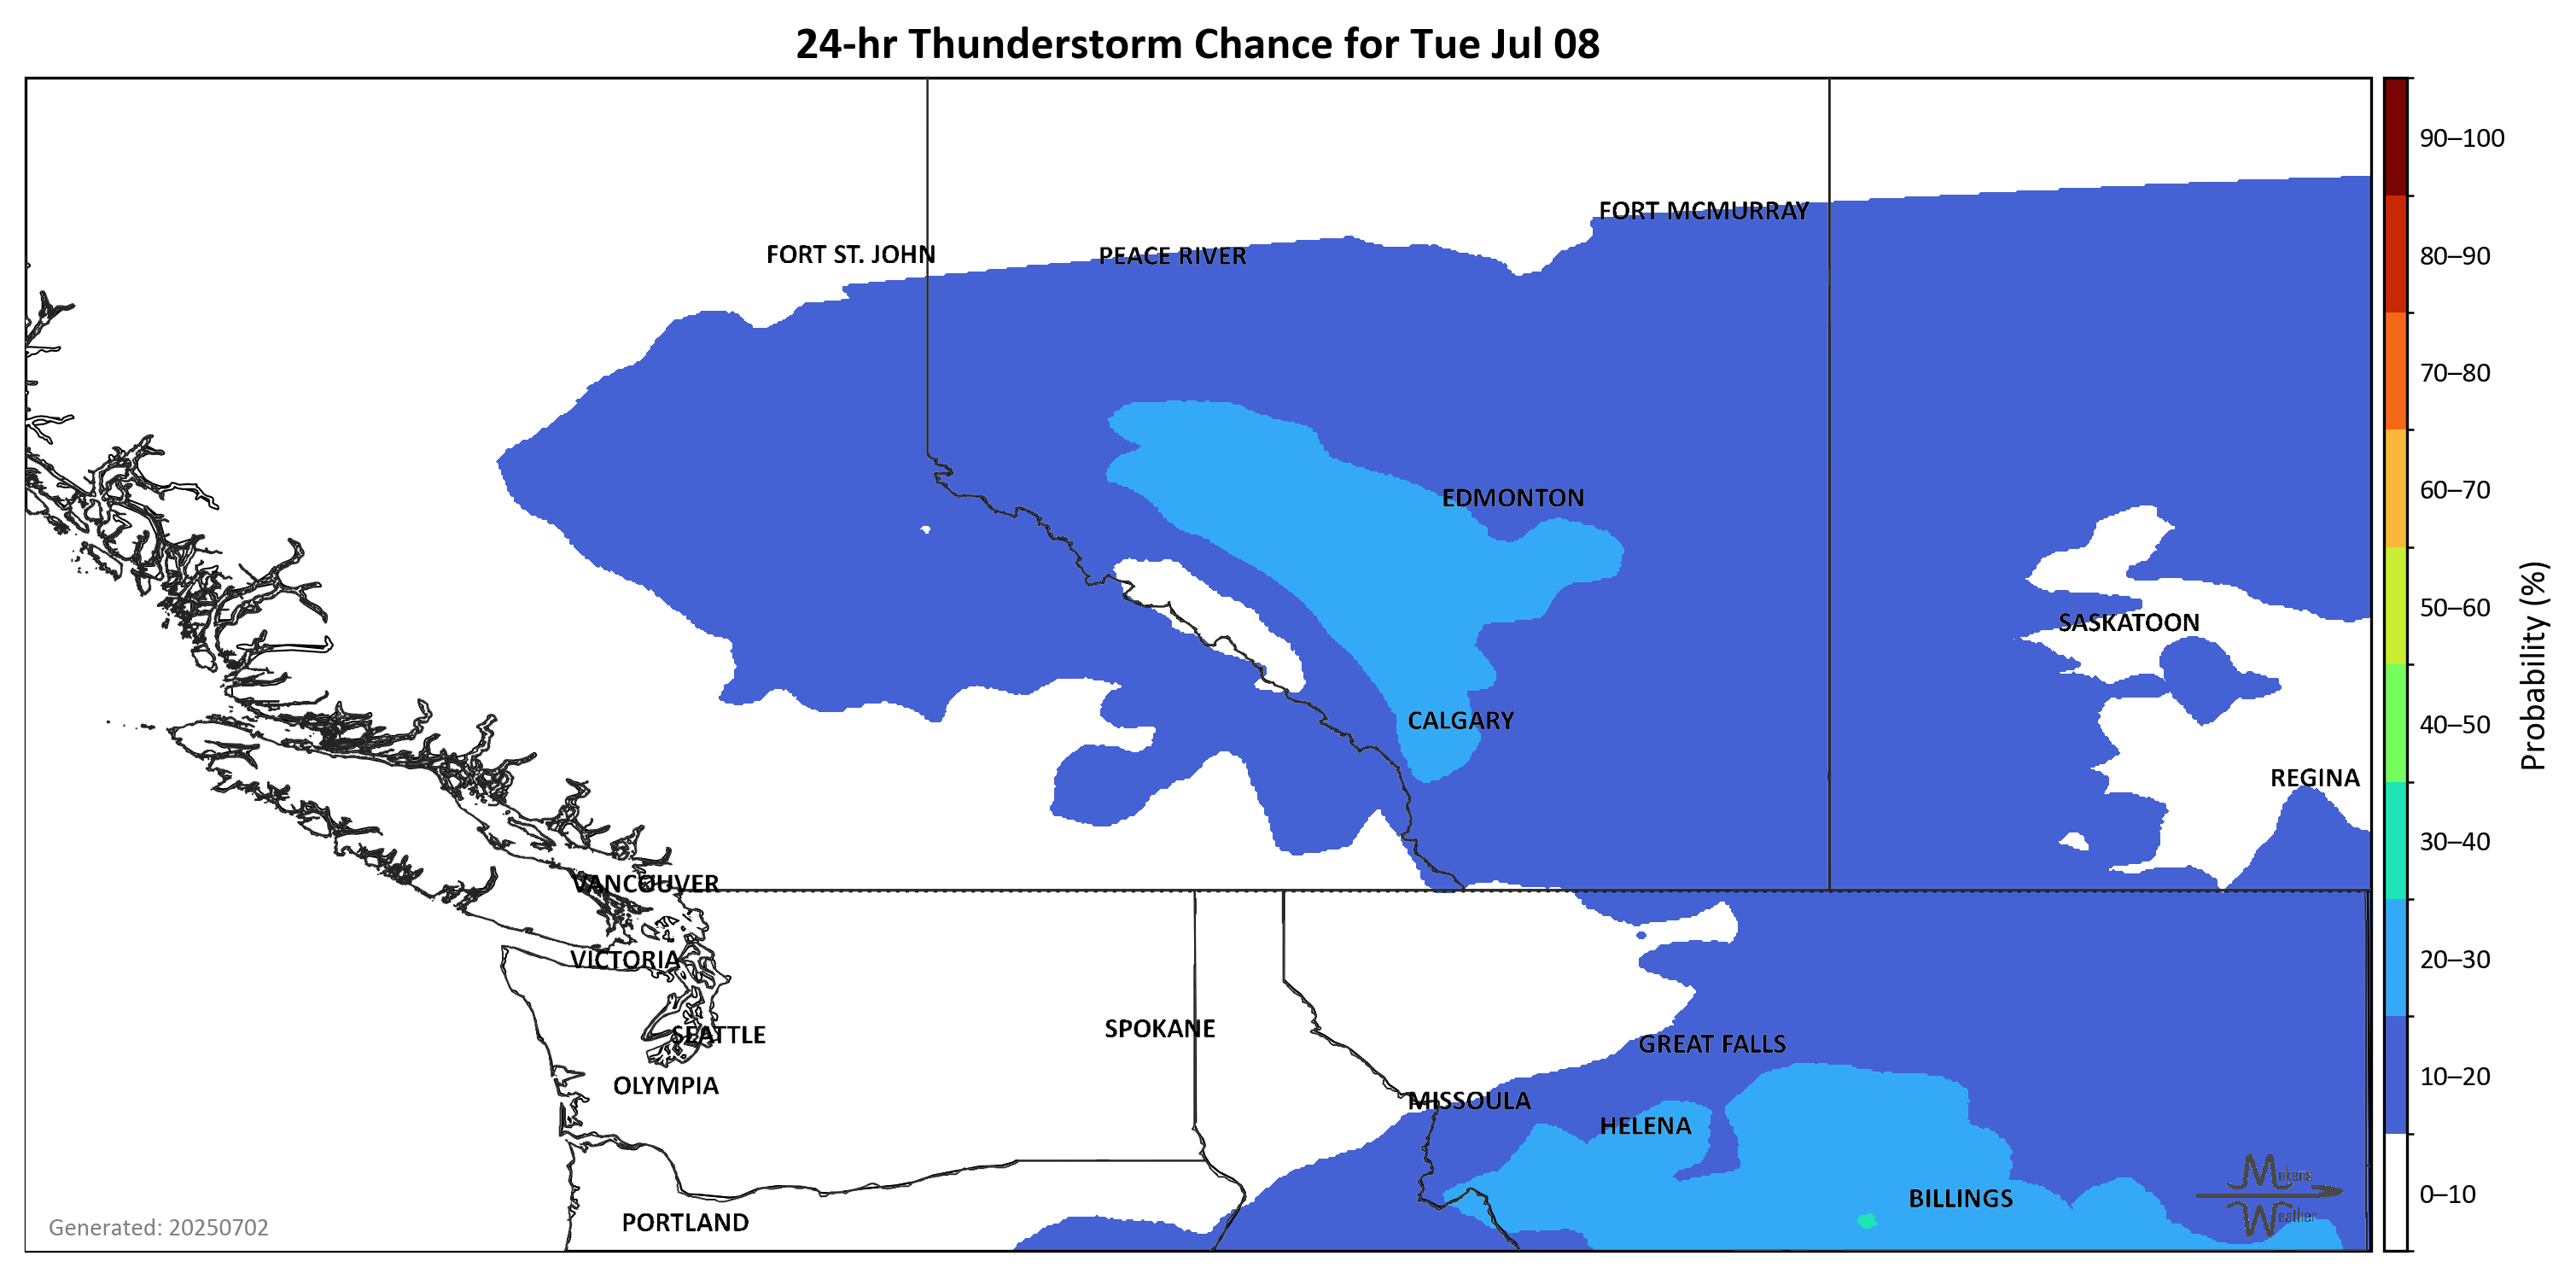 24-hr Thunderstorm Chance for Tue Jul 08
90–100
FORT MCMURRAY
FORT ST. JOHN
PEACE RIVER
80–90
70–80
60–70
EDMONTON
50–60
SASKATOON
Probability (%)
CALGARY
40–50
REGINA
30–40
VANCOUVER
VICTORIA
20–30
SPOKANE
SEATTLE
GREAT FALLS
OLYMPIA
10–20
MISSOULA
HELENA
Mekens
Weather
0–10
BILLINGS
PORTLAND
Generated: 20250702